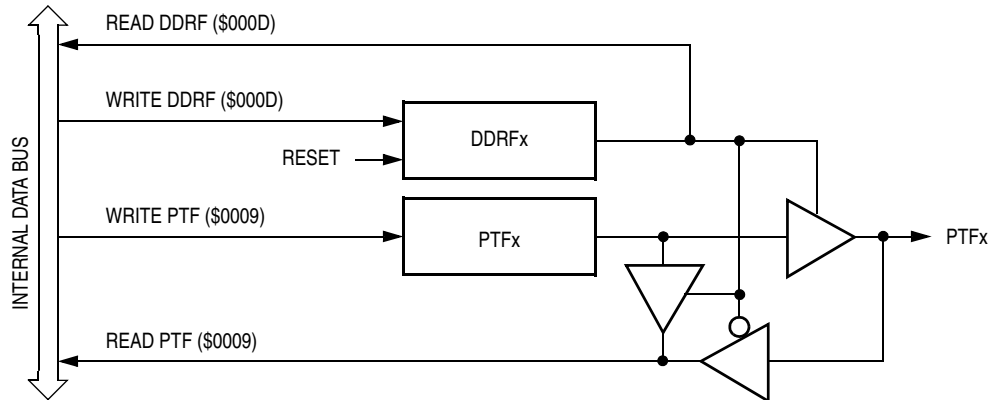 READ DDRF ($000D)
WRITE DDRF ($000D)
DDRFx
RESET
WRITE PTF ($0009)
PTFx
PTFx
READ PTF ($0009)
INTERNAL DATA BUS